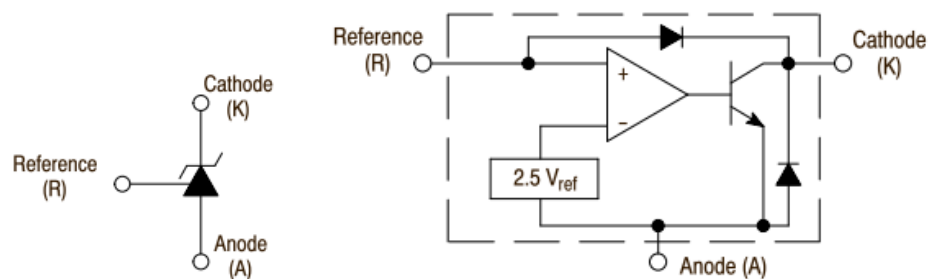 Cathode
(K)
Reference
(R)
Anode
(A)
Reference
(R)
Cathode
(K)
+
–
2.5 Vref
Anode (A)